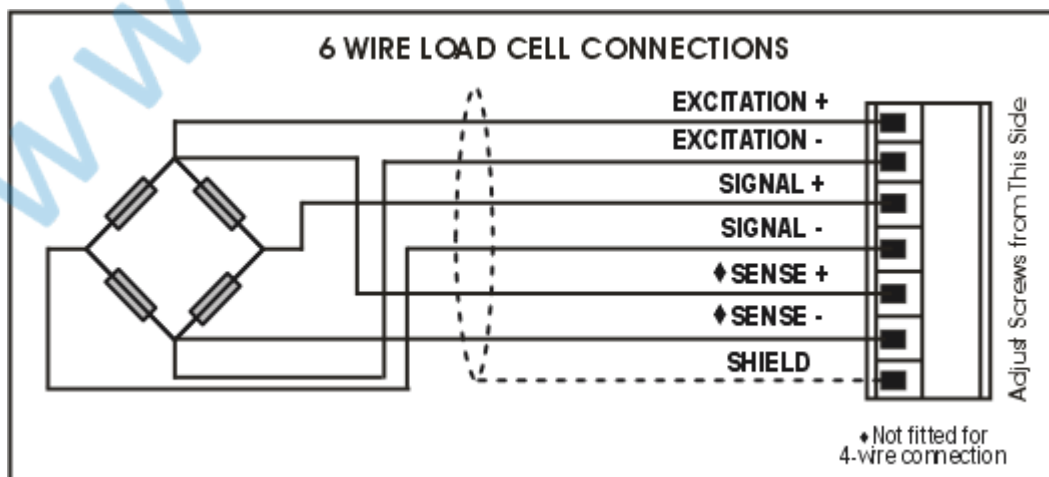 6 WIRE LOAD CELL CONNECTIONS
EXCITATION +
EXCITATION -
SIGNAL +
SIGNAL -
♦SENSE +
♦SENSE -
SHIELD
Adjust Screws from This Side
♦Not fitted for
4-wire connection